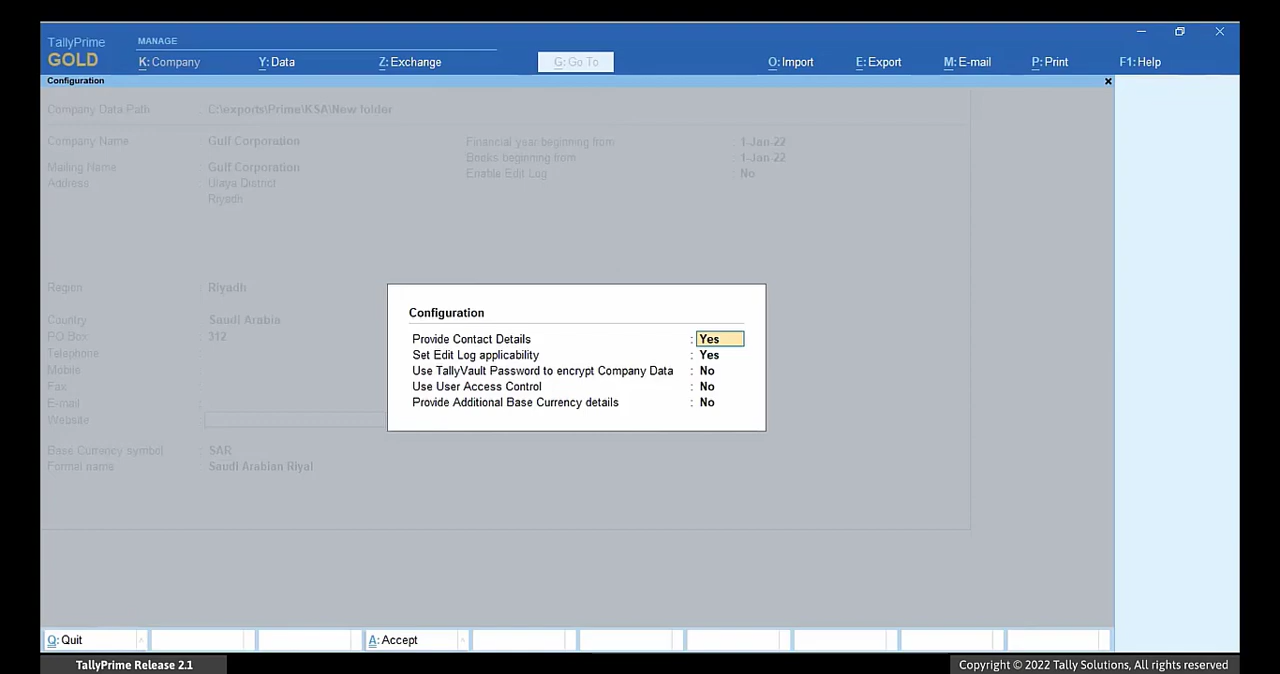 TallyPrime
GOLD
MANAGE
K: Company
Y: Data
Z: Exchange
G: Go To
O: Import
E: Export
M: E-mail
P: Print
F1: Help
Configuration
Company Data Path : C:\exports\Prime\KSA\New folder
Company Name : Gulf Corporation
Financial year beginning from : 1-Jan-22
Books beginning from : 1-Jan-22
Mailing Name : Gulf Corporation
Enable Edit Log : No
Address : Ulaya District
Riyadh
Region : Riyadh
Country : Saudi Arabia
PO Box : 312
Telephone :
Mobile :
Fax :
E-mail :
Website :
Base Currency symbol : SAR
Formal name : Saudi Arabian Riyal
Configuration
Provide Contact Details : Yes
Set Edit Log applicability : Yes
Use TallyVault Password to encrypt Company Data : No
Use User Access Control : No
Provide Additional Base Currency details : No
Q: Quit
A: Accept
TallyPrime Release 2.1
Copyright © 2022 Tally Solutions, All rights reserved